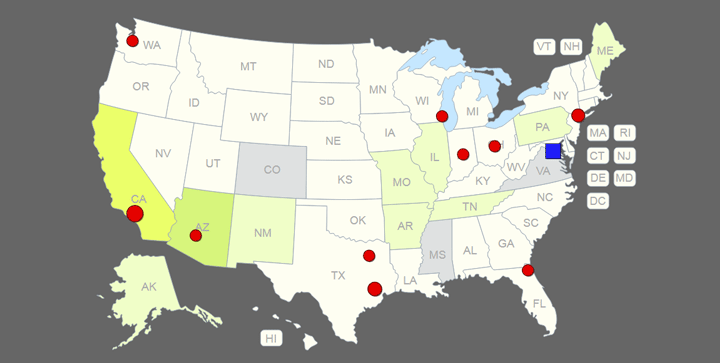 VT NH
ME
WA
MT
ND
MN
OR
ID
SD
WI
MI
NY
WY
IA
PA
MA RI
NE
NV
UT
CO
IL
CT NJ
KS
MO
KY
WV
VA
DE MD
CA
NC
DC
AZ
NM
OK
AR
TN
SC
MS
AL
GA
TX
LA
AK
FL
HI